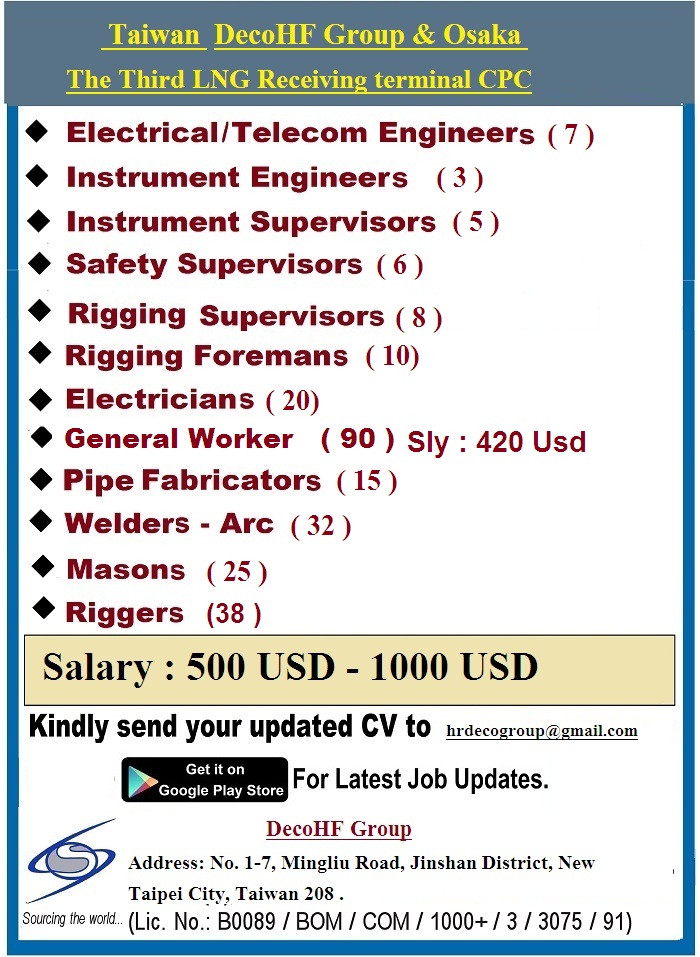 Taiwan DecoHF Group & Osaka
The Third LNG Receiving terminal CPC
Electrical/Telecom Engineers ( 7 )
Instrument Engineers ( 3 )
Instrument Supervisors ( 5 )
Safety Supervisors ( 6 )
Rigging Supervisors ( 8 )
Rigging Foremans ( 10)
Electricians ( 20)
General Worker ( 90 ) Sly : 420 Usd
Pipe Fabricators ( 15 )
Welders - Arc ( 32 )
Masons ( 25 )
Riggers (38 )
Salary : 500 USD - 1000 USD
Kindly send your updated CV to hrdecogroup@gmail.com
Get it on
Google Play Store
For Latest Job Updates.
DecoHF Group
Address: No. 1-7, Mingliu Road, Jinshan District, New
Taipei City, Taiwan 208 .
Sourcing the world... (Lic. No.: B0089 / BOM / COM / 1000+ / 3 / 3075 / 91)